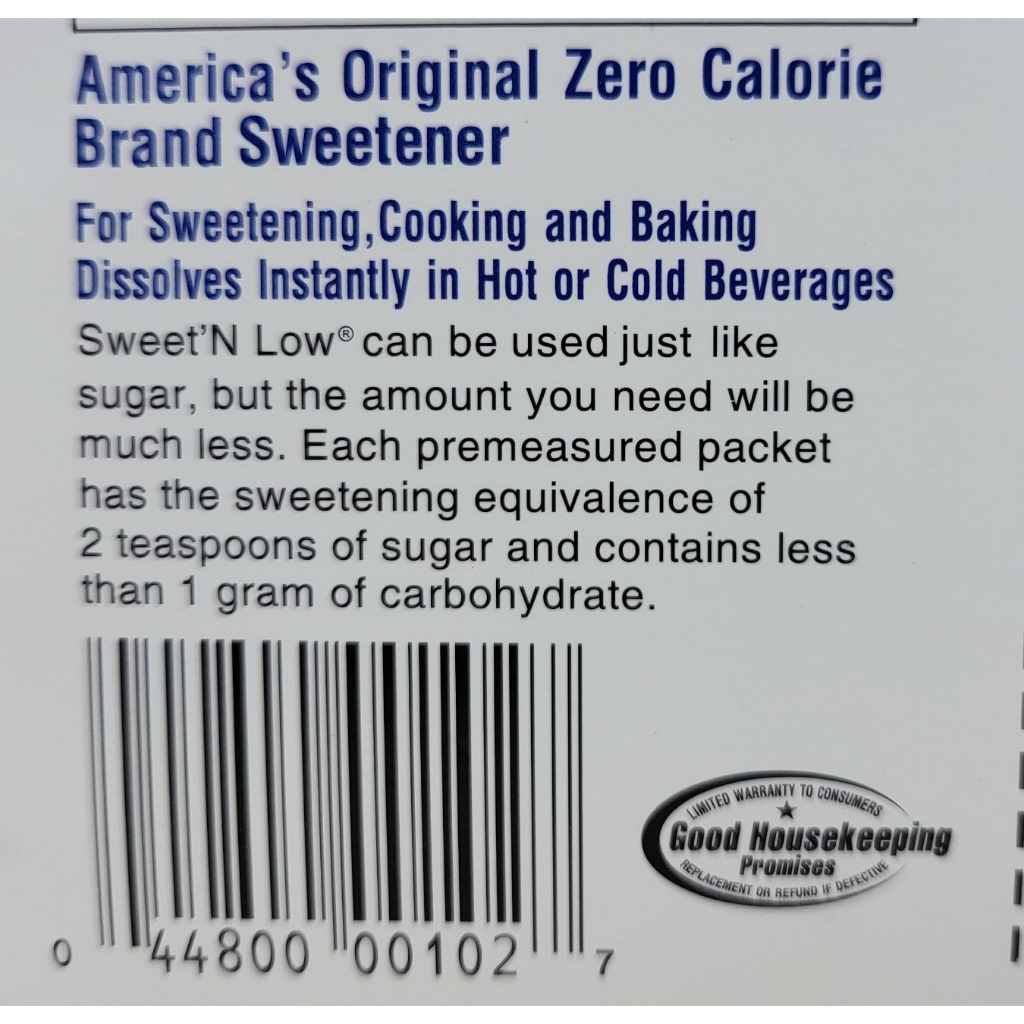 America's Original Zero Calorie
Brand Sweetener
For Sweetening,Cooking and Baking
Dissolves Instantly in Hot or Cold Beverages
Sweet'N Low® can be used just like
sugar, but the amount you need will be
much less. Each premeasured packet
has the sweetening equivalence of
2 teaspoons of sugar and contains less
than 1 gram of carbohydrate.
LIMITED WARRANTY TO CONSUMERS
Good Housekeeping
Promises
REPLACEMENT OR REFUND IF DEFECTIVE
0 44800 00102 7